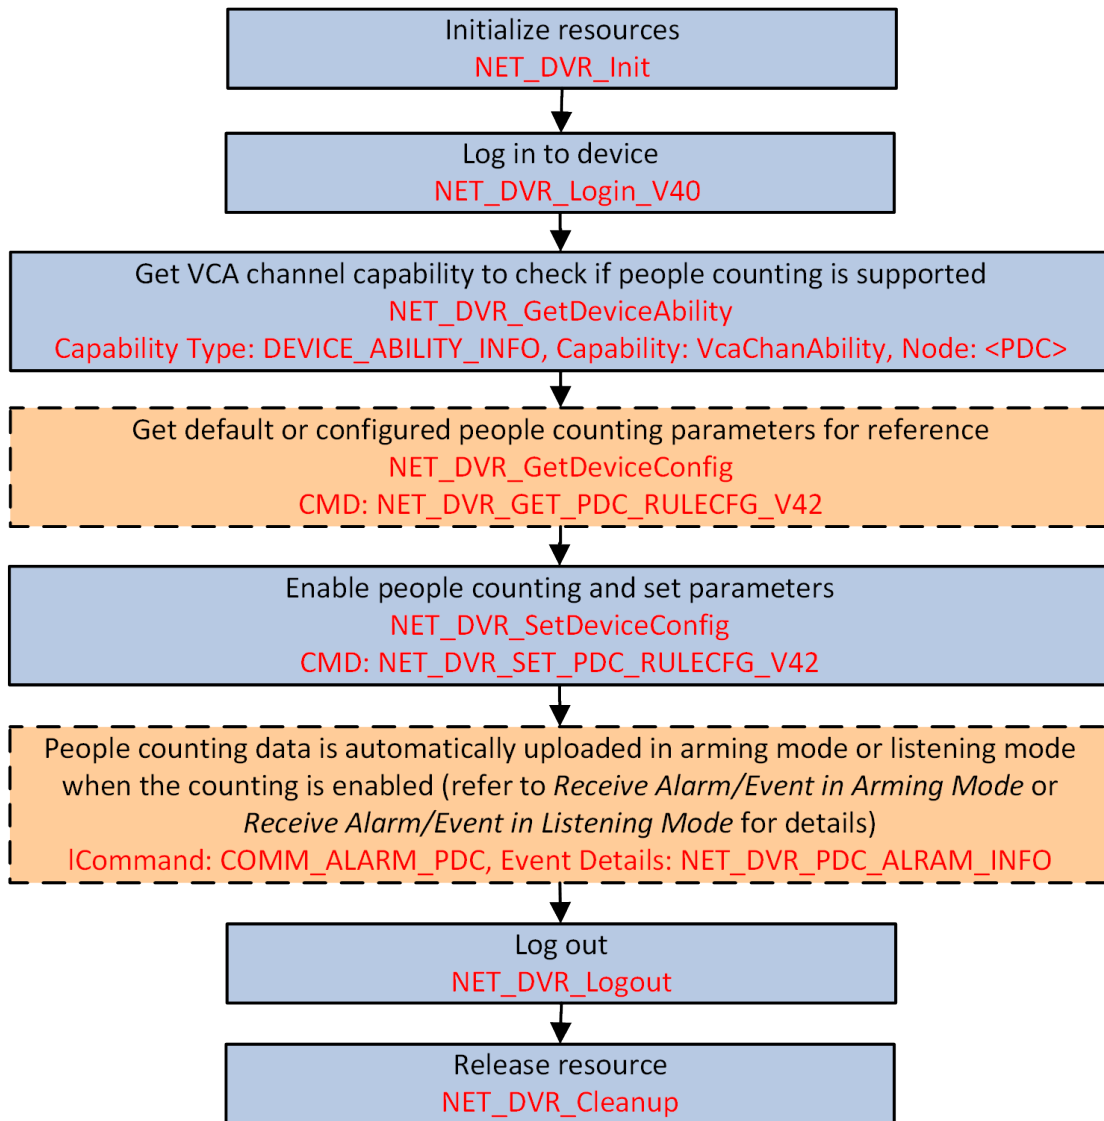 Initialize resources
NET_DVR_Init
Log in to device
NET_DVR_Login_V40
Get VCA channel capability to check if people counting is supported
NET_DVR_GetDeviceAbility
Capability Type: DEVICE_ABILITY_INFO, Capability: VcaChanAbility, Node: <PDC>
Get default or configured people counting parameters for reference
NET_DVR_GetDeviceConfig
CMD: NET_DVR_GET_PDC_RULECFG_V42
Enable people counting and set parameters
NET_DVR_SetDeviceConfig
CMD: NET_DVR_SET_PDC_RULECFG_V42
People counting data is automatically uploaded in arming mode or listening mode
when the counting is enabled (refer to Receive Alarm/Event in Arming Mode or
Receive Alarm/Event in Listening Mode for details)
lCommand: COMM_ALARM_PDC, Event Details: NET_DVR_PDC_ALRAM_INFO
Log out
NET_DVR_Logout
Release resource
NET_DVR_Cleanup